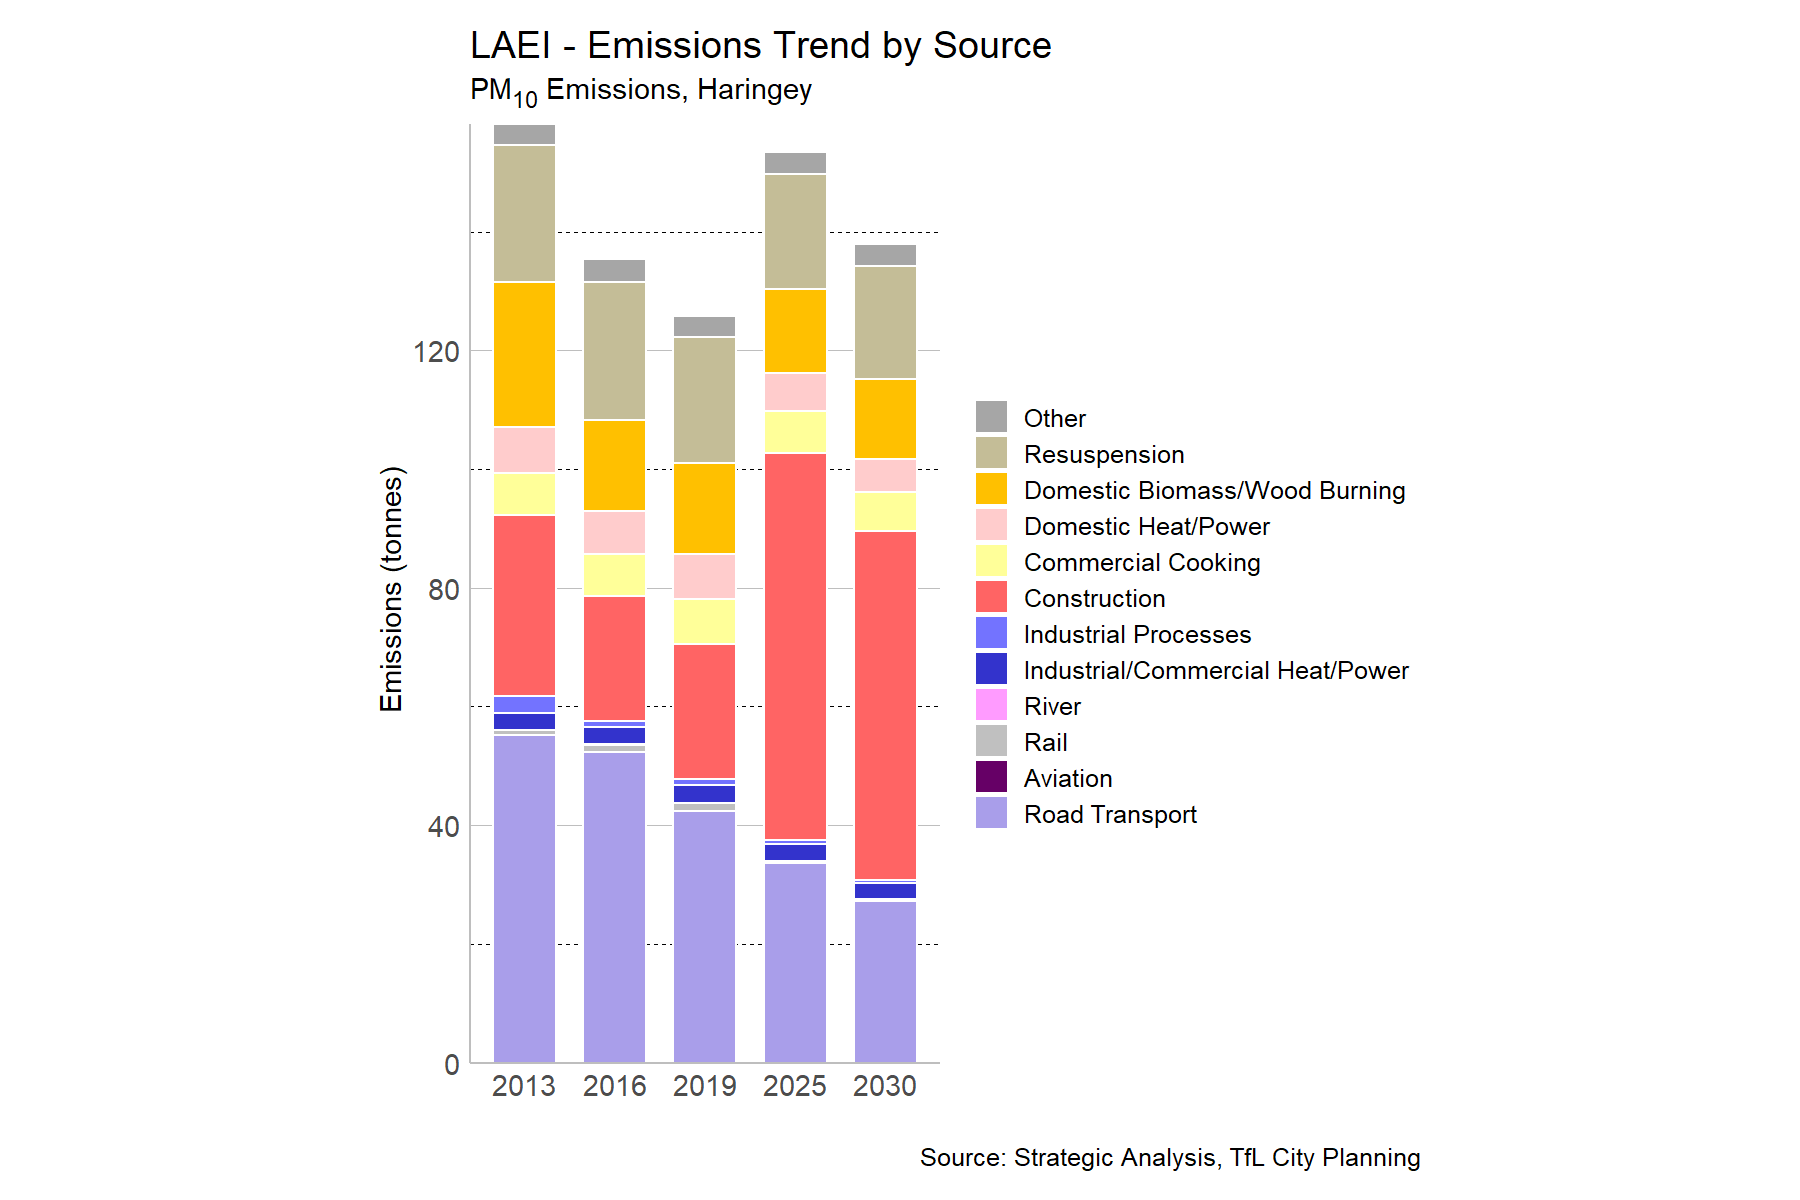 LAEI - Emissions Trend by Source
PM10 Emissions, Haringey
Emissions (tonnes)
120
80
40
0
2013 2016 2019 2025 2030
Other
Resuspension
Domestic Biomass/Wood Burning
Domestic Heat/Power
Commercial Cooking
Construction
Industrial Processes
Industrial/Commercial Heat/Power
River
Rail
Aviation
Road Transport
Source: Strategic Analysis, TfL City Planning